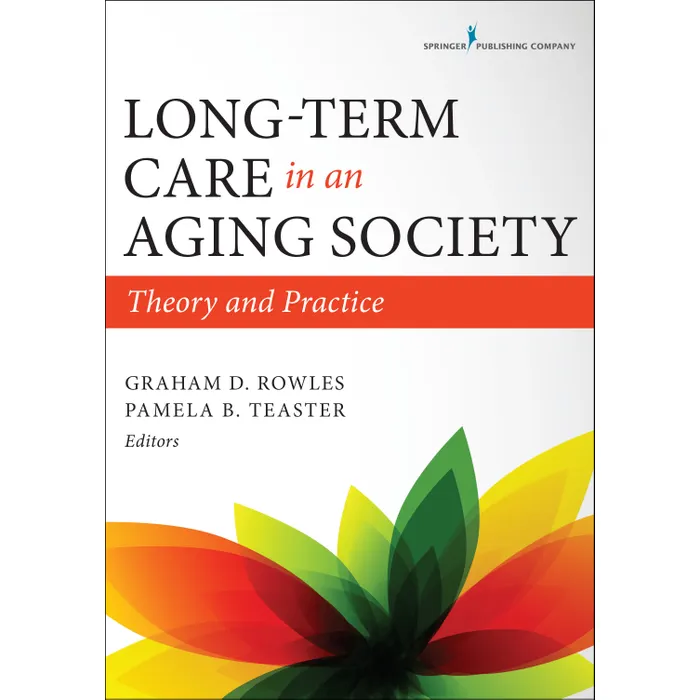 SPRINGER PUBLISHING COMPANY
LONG-TERM
CARE in an
AGING SOCIETY
Theory and Practice
GRAHAM D. ROWLES
PAMELA B. TEASTER
Editors